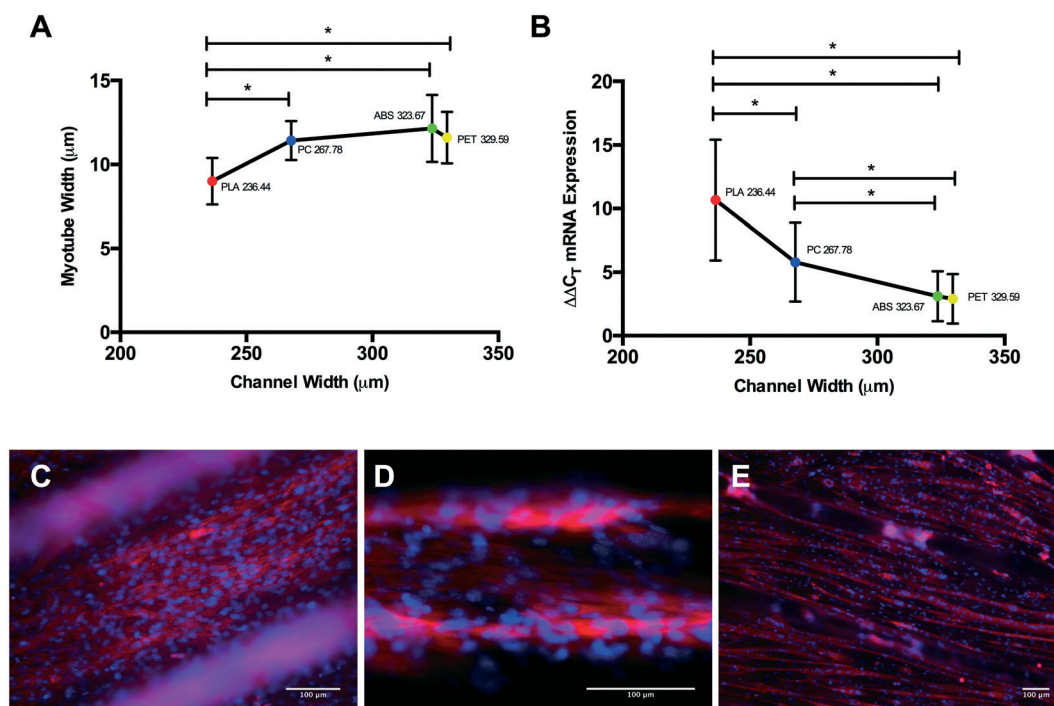 A
*
*
*
15
10
5
0
Myotube Width (μm)
PLA 236.44
PC 267.78
ABS 323.67
PET 329.59
200
250
300
350
Channel Width (μm)
B
*
*
*
*
*
20
15
10
5
0
ΔΔCT mRNA Expression
PLA 236.44
PC 267.78
ABS 323.67
PET 329.59
200
250
300
350
Channel Width (μm)
C
100 μm
D
100 μm
E
100 μm